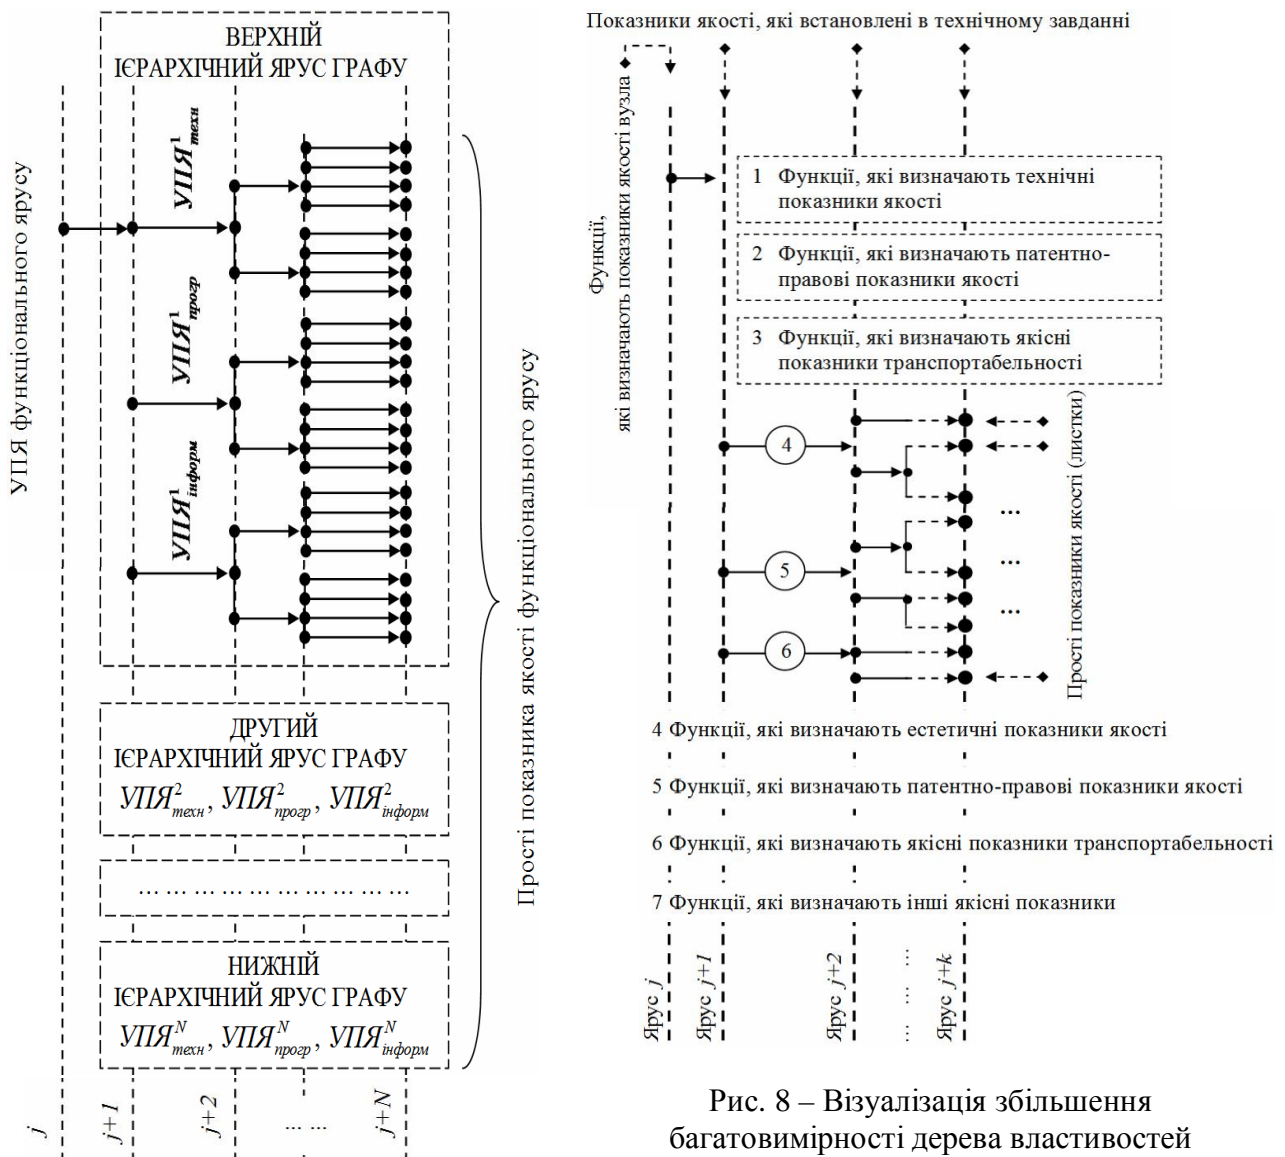 ВЕРХНІЙ
ІЄРАРХІЧНИЙ ЯРУС ГРАФУ
УПЯ функціонального ярусу
УПЯ¹техн
УПЯ¹прогр
УПЯ¹інформ
Прості показника якості функціонального ярусу
ДРУГИЙ
ІЄРАРХІЧНИЙ ЯРУС ГРАФУ
УПЯ²техн, УПЯ²прогр, УПЯ²інформ
... ... ... ... ... ... ... ... ... ...
НИЖНІЙ
ІЄРАРХІЧНИЙ ЯРУС ГРАФУ
УПЯᴺтехн, УПЯᴺпрогр, УПЯᴺінформ
j
j+1
j+2
... ...
j+N
Показники якості, які встановлені в технічному завданні
Функції,
які визначають показники якості вузла
1 Функції, які визначають технічні
показники якості
2 Функції, які визначають патентно-
правові показники якості
3 Функції, які визначають якісні
показники транспортабельності
4
5
6
...
...
...
Прості показники якості (листки)
4 Функції, які визначають естетичні показники якості
5 Функції, які визначають патентно-правові показники якості
6 Функції, які визначають якісні показники транспортабельності
7 Функції, які визначають інші якісні показники
Ярус j
Ярус j+1
Ярус j+2
... ... ...
Ярус j+k
Рис. 8 – Візуалізація збільшення
багатовимірності дерева властивостей